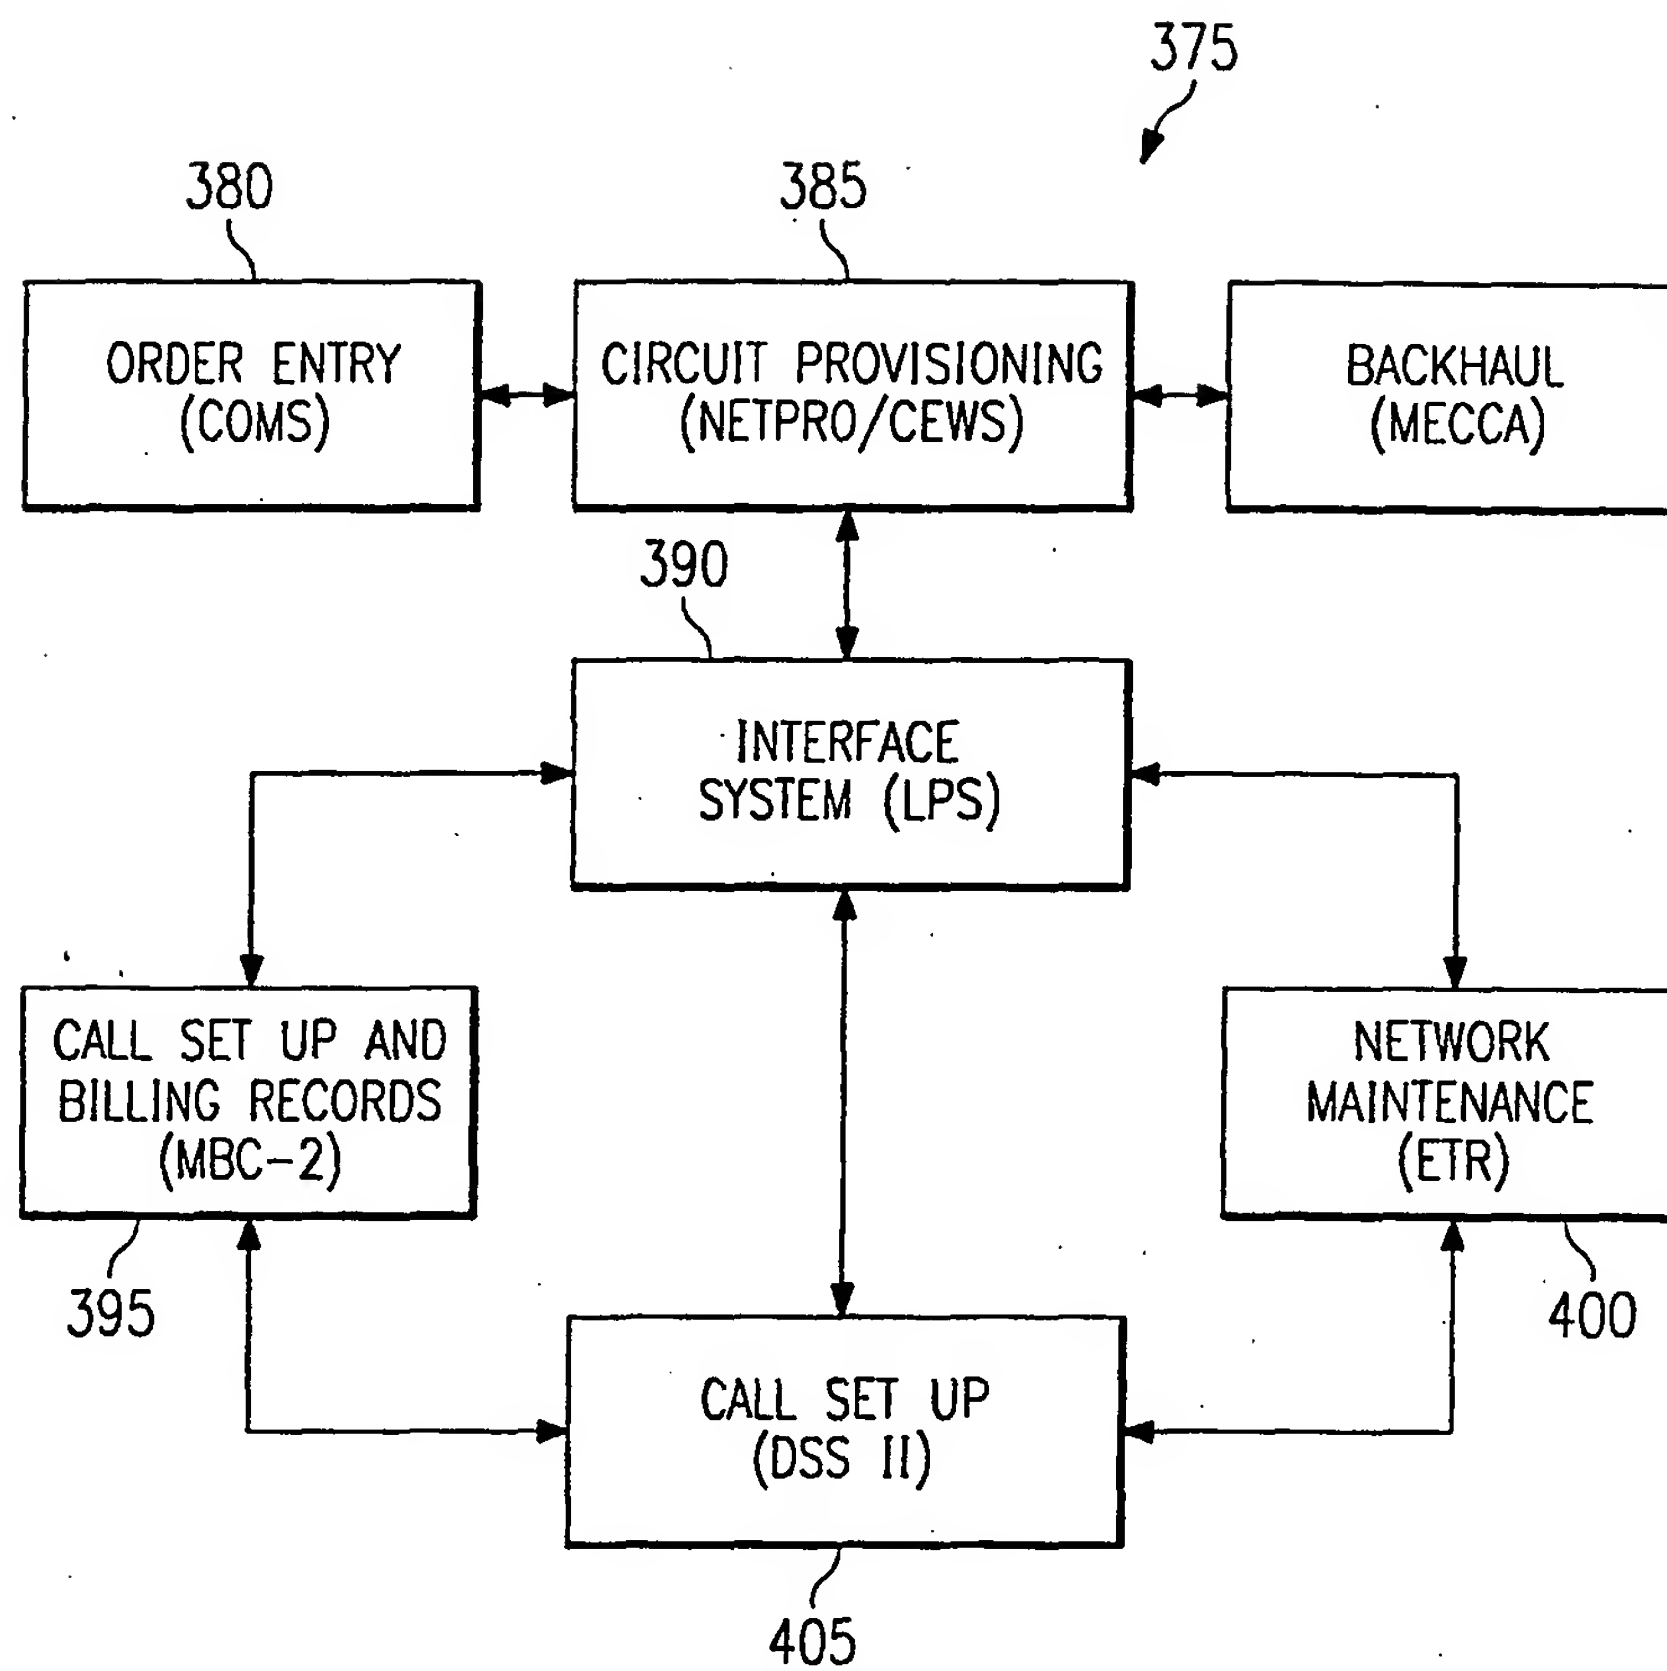 375
380
385
ORDER ENTRY
(COMS)
CIRCUIT PROVISIONING
(NETPRO/CEWS)
BACKHAUL
(MECCA)
390
INTERFACE
SYSTEM (LPS)
CALL SET UP AND
BILLING RECORDS
(MBC-2)
NETWORK
MAINTENANCE
(ETR)
395
400
CALL SET UP
(DSS II)
405